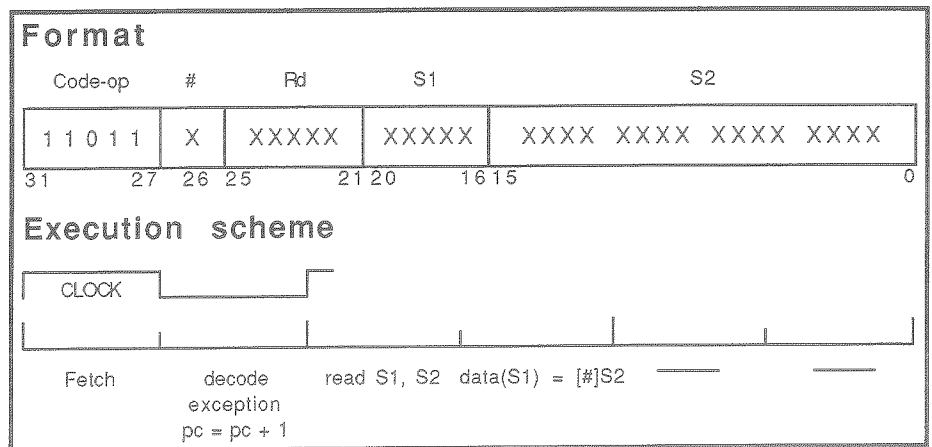 Format
Code-op # Rd S1 S2
1 1 0 1 1 X XXXXX XXXXX XXXX XXXX XXXX XXXX
31 27 26 25 21 20 16 15 0
Execution scheme
CLOCK
Fetch decode read S1, S2 data(S1) = [#]S2
exception
pc = pc + 1